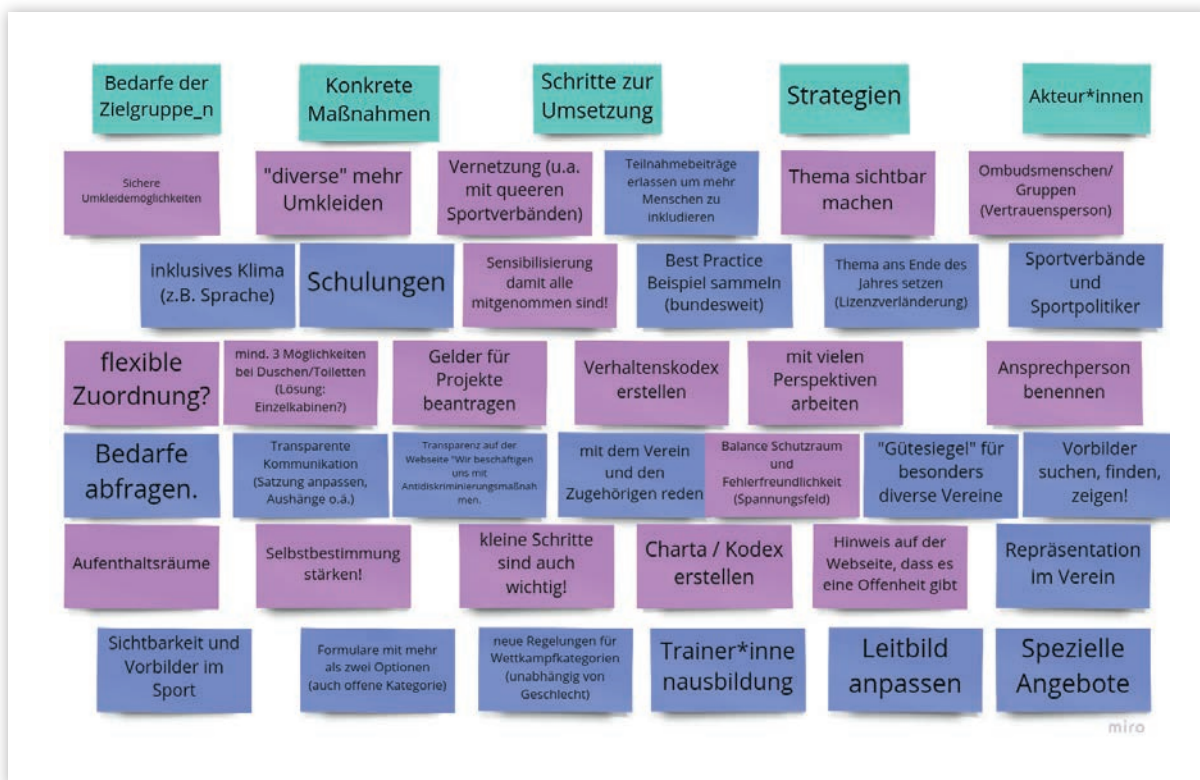 Bedarfe der
Zielgruppe_n
Konkrete
Maßnahmen
Schritte zur
Umsetzung
Strategien
Akteur*innen
Sichere
Umkleidemöglichkeiten
"diverse" mehr
Umkleiden
Vernetzung (u.a.
mit queeren
Sportverbänden)
Teilnahmebeiträge
erlassen um mehr
Menschen zu
inkludieren
Thema sichtbar
machen
Ombudsmenschen/
Gruppen
(Vertrauensperson)
inklusives Klima
(z.B. Sprache)
Schulungen
Sensibilisierung
damit alle
mitgenommen sind!
Best Practice
Beispiel sammeln
(bundesweit)
Thema ans Ende des
Jahres setzen
(Lizenzverländerung)
Sportverbände
und
Sportpolitiker
flexible
Zuordnung?
mind. 3 Möglichkeiten
bei Duschen/Toiletten
(Lösung:
Einzelkabinen?)
Gelder für
Projekte
beantragen
Verhaltenskodex
erstellen
mit vielen
Perspektiven
arbeiten
Ansprechperson
benennen
Bedarfe
abfragen.
Transparente
Kommunikation
(Satzung anpassen,
Aushänge o.ä.)
Transparenz auf der
Webseite "Wir beschäftigen
uns mit
Antidiskriminierungsmaßnah
men.
mit dem Verein
und den
Zugehörigen reden
Balance Schutzraum
und
Fehlerfreundlichkeit
(Spannungsfeld)
"Gütesiegel" für
besonders
diverse Vereine
Vorbilder
suchen, finden,
zeigen!
Aufenthaltsräume
Selbstbestimmung
stärken!
kleine Schritte
sind auch
wichtig!
Charta / Kodex
erstellen
Hinweis auf der
Webseite, dass es
eine Offenheit gibt
Repräsentation
im Verein
Sichtbarkeit und
Vorbilder im
Sport
Formulare mit mehr
als zwei Optionen
(auch offene Kategorie)
neue Regelungen für
Wettkampfkategorien
(unabhängig von
Geschlecht)
Trainer*inne
nausbildung
Leitbild
anpassen
Spezielle
Angebote
miro